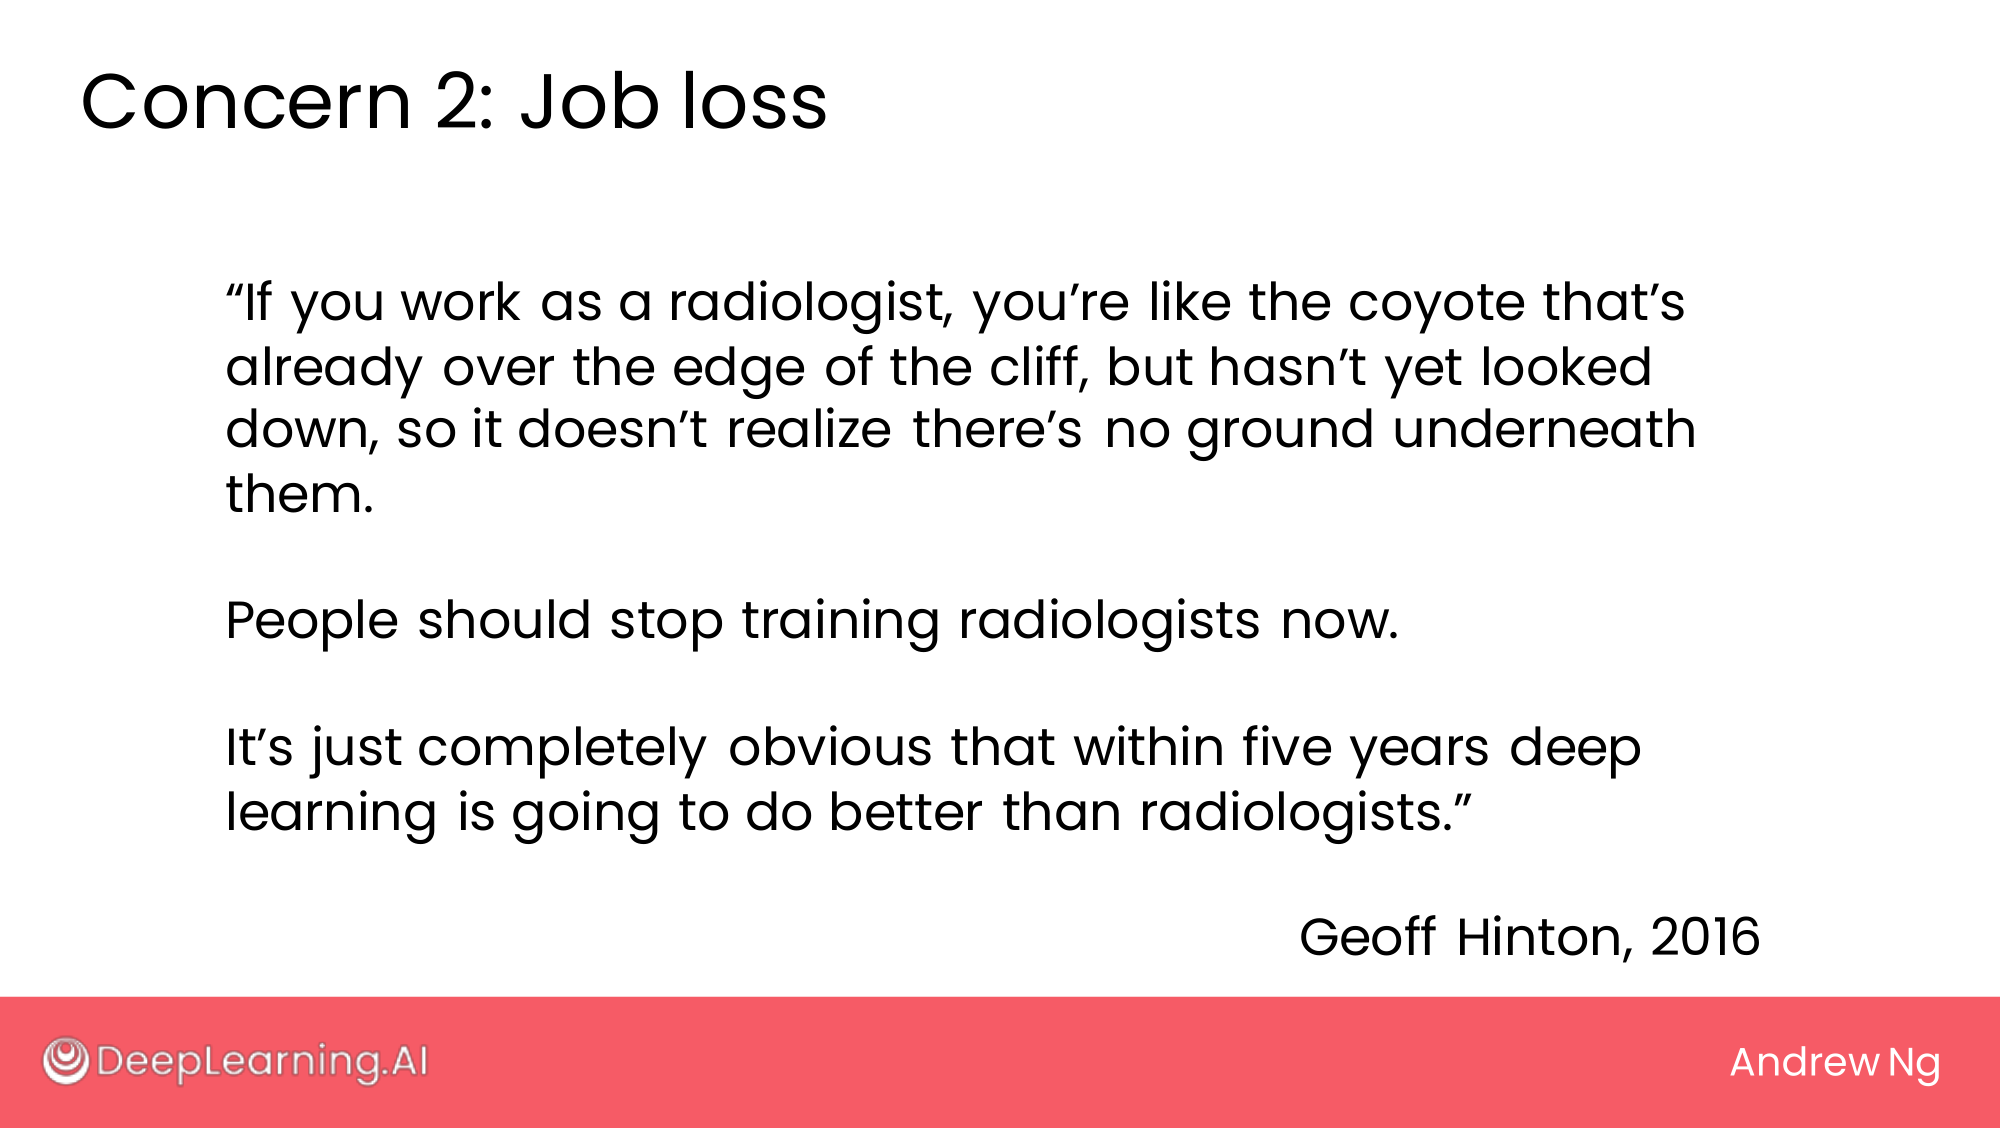 Concern 2: Job loss
“If you work as a radiologist, you’re like the coyote that’s
already over the edge of the cliff, but hasn’t yet looked
down, so it doesn’t realize there’s no ground underneath
them.
People should stop training radiologists now.
It’s just completely obvious that within five years deep
learning is going to do better than radiologists.”
Geoff Hinton, 2016
DeepLearning.AI
Andrew Ng